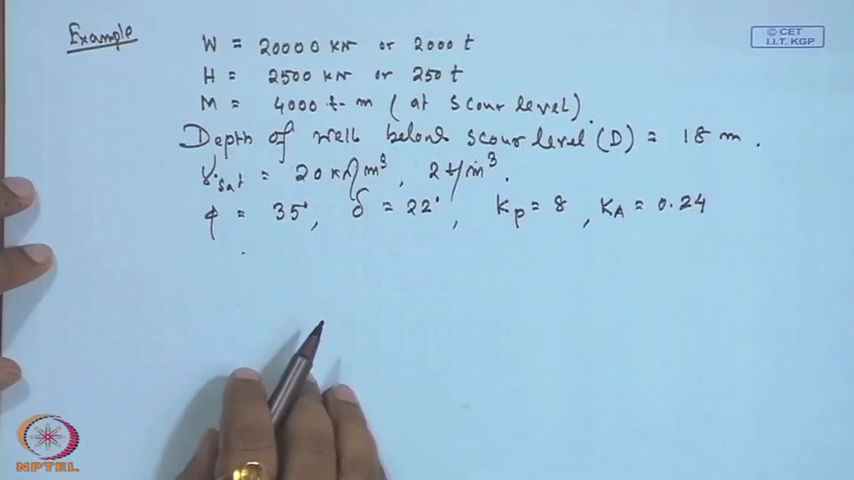 Example
© CET
I.I.T. KGP
W = 20000 kN or 2000 t
H = 2500 kN or 250 t
M = 4000 t-m (at scour level).
Depth of well below scour level (D) = 18 m.
γsat = 20 kN/m³, 2 t/m³.
φ = 35°, δ = 22°, Kp = 8, KA = 0.24
NPTEL